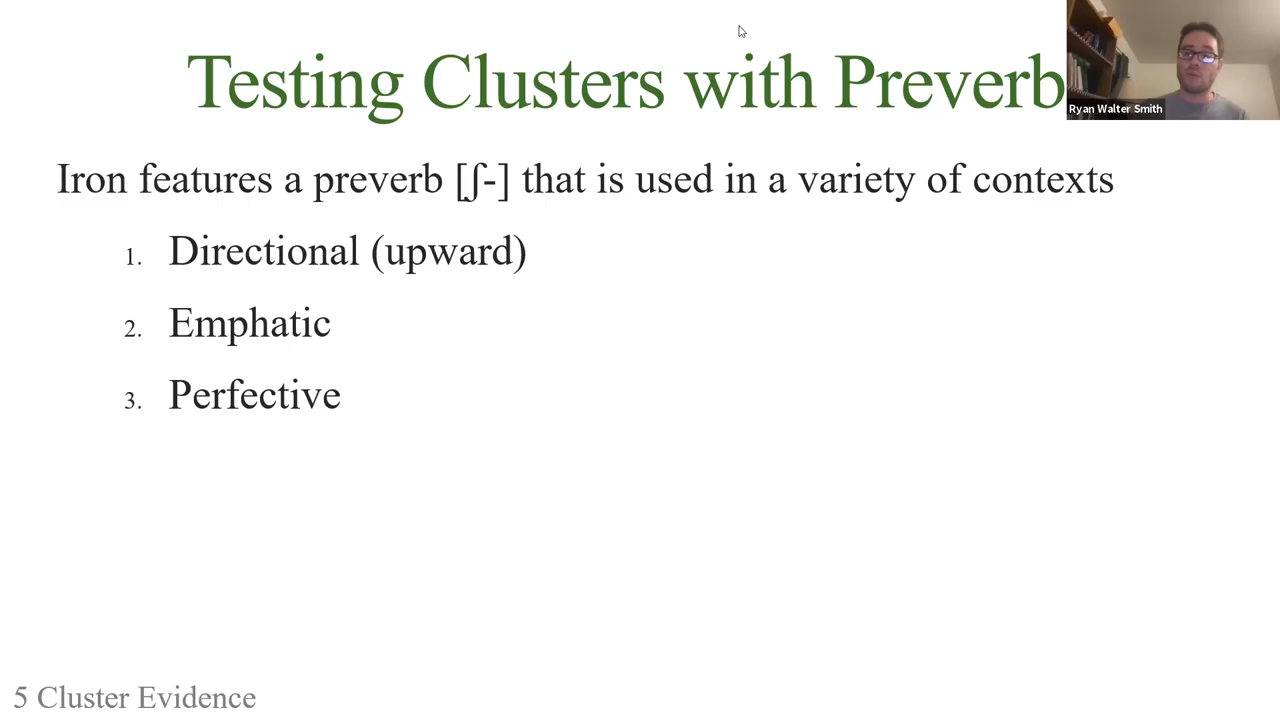 Testing Clusters with Preverb
Ryan Walter Smith
Iron features a preverb [ʃ-] that is used in a variety of contexts
1. Directional (upward)
2. Emphatic
3. Perfective
5 Cluster Evidence